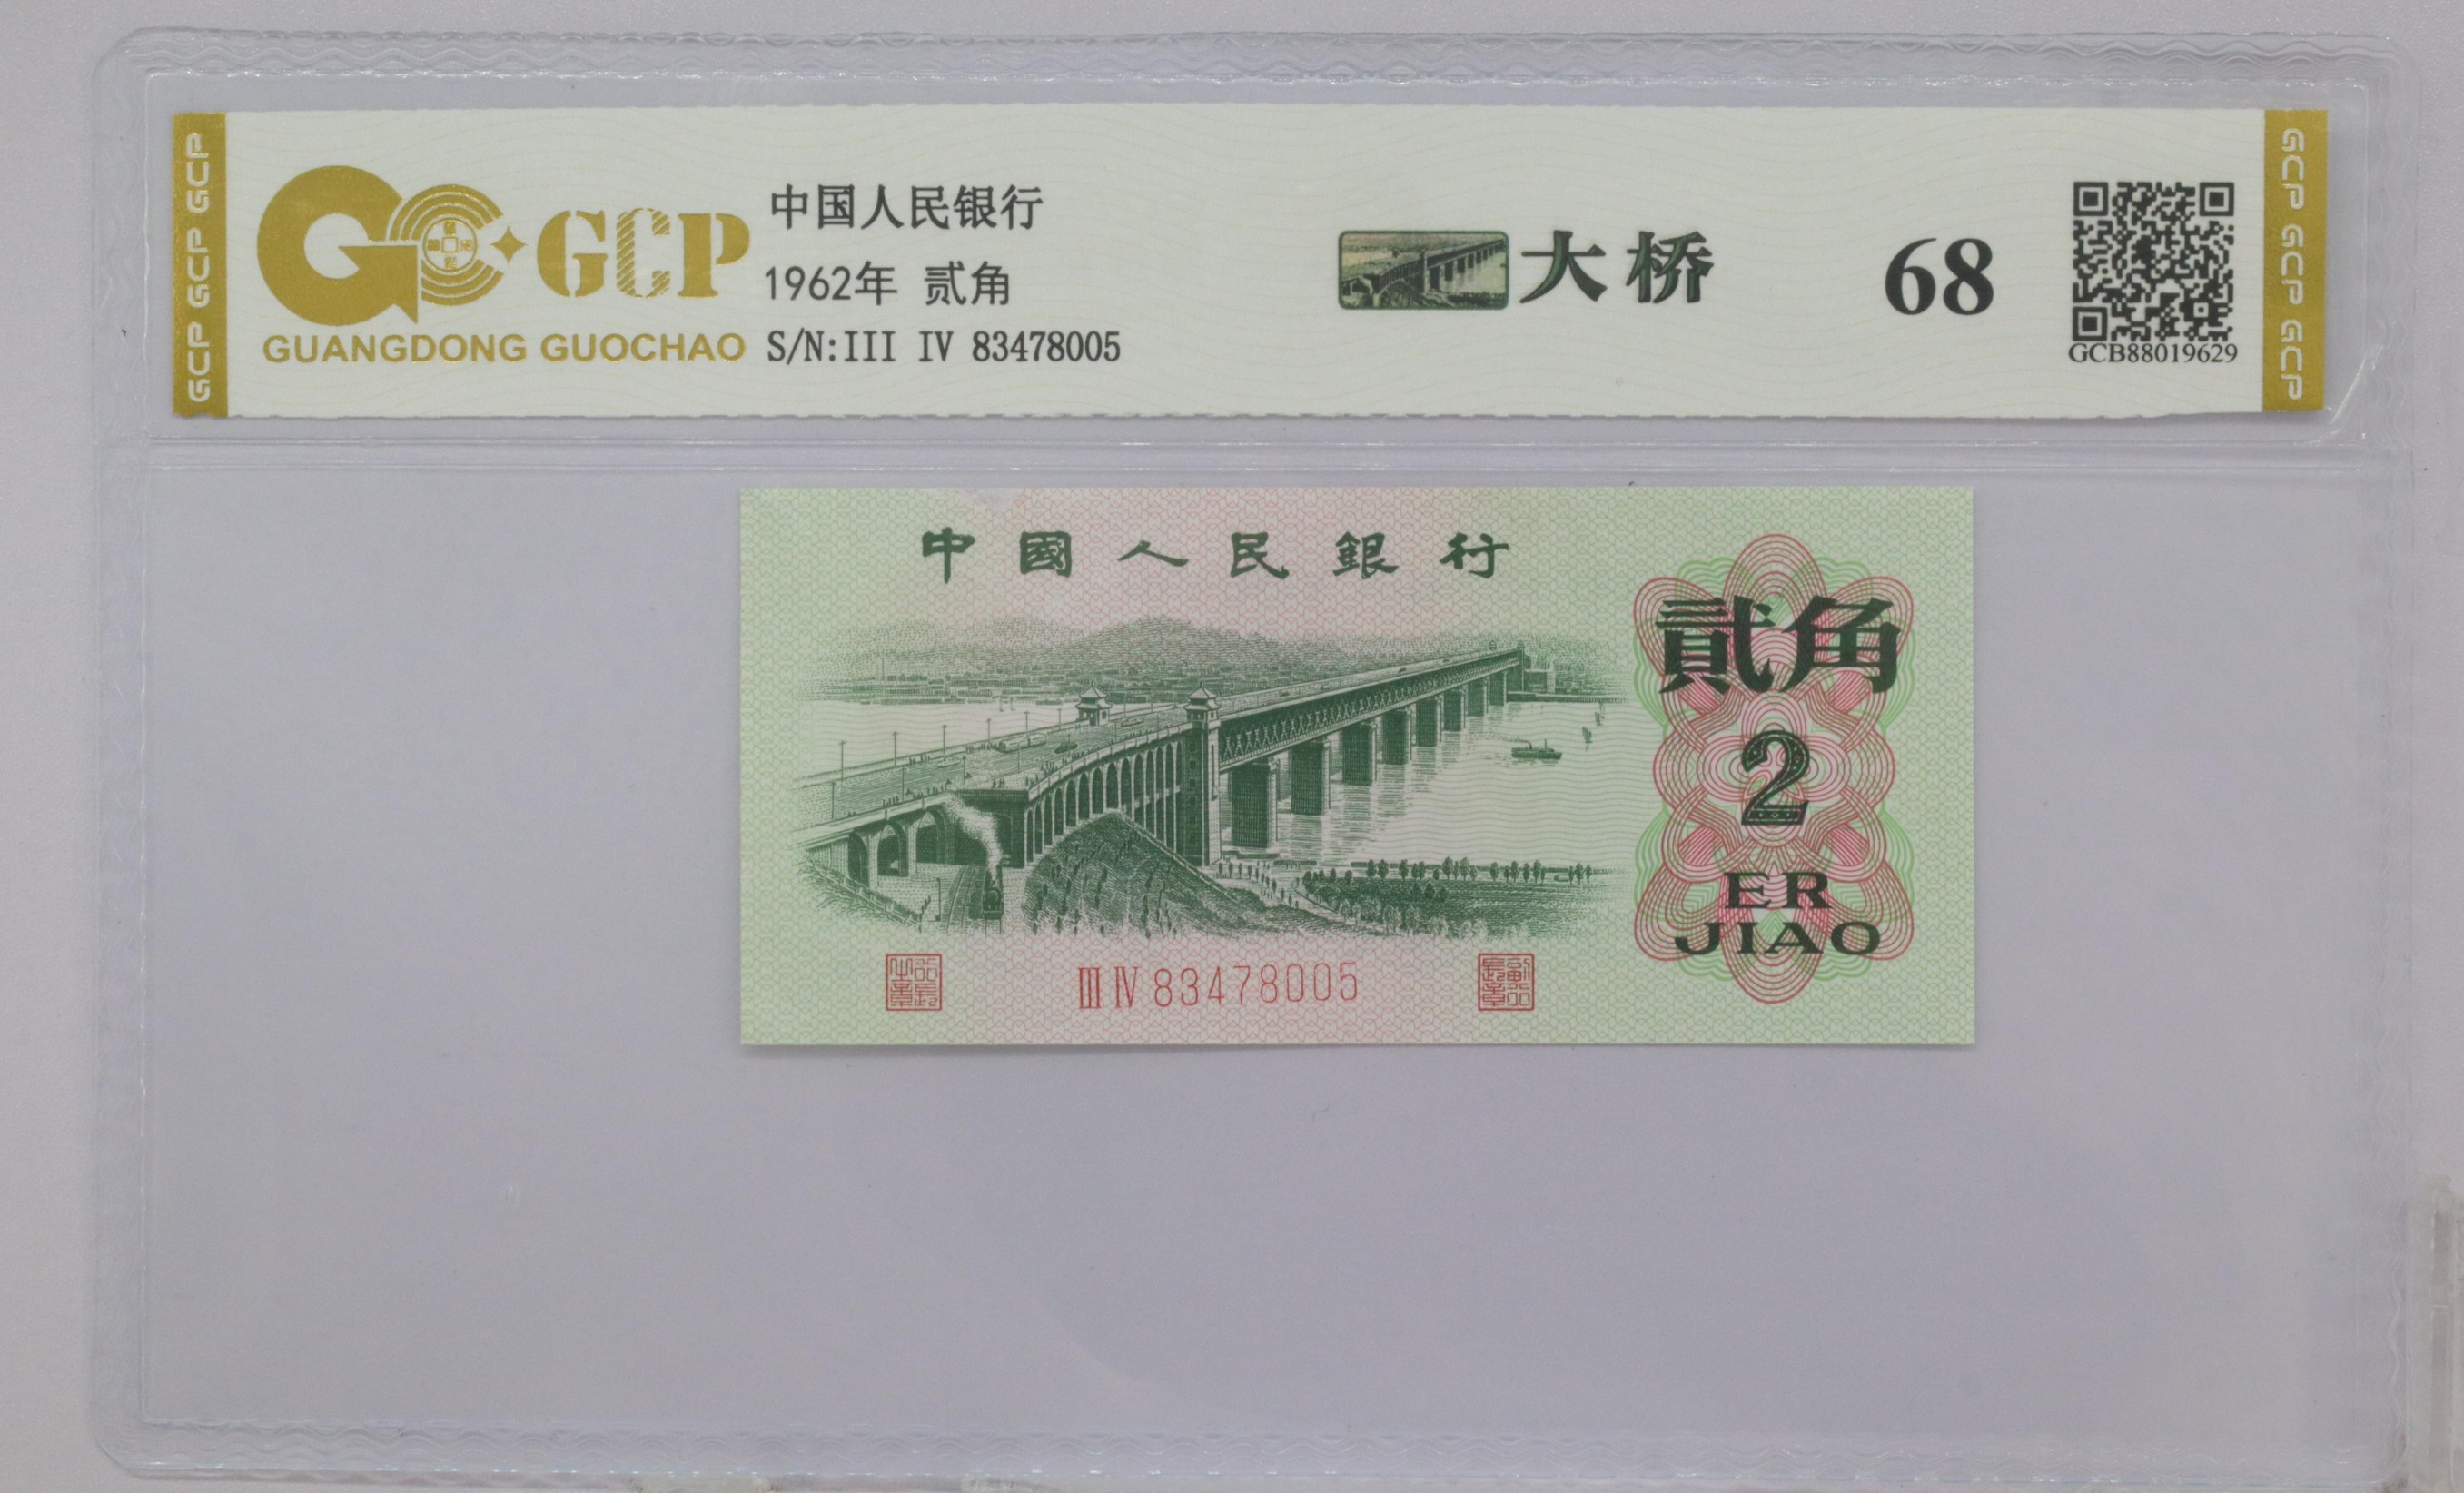 GCP GCP GCP
GCP
GUANGDONG GUOCHAO
中国人民银行
1962年 贰角
S/N:III IV 83478005
大桥
68
GCB88019629
GCP GCP GCP
中國人民銀行
貳角
2
ER
JIAO
III IV 83478005